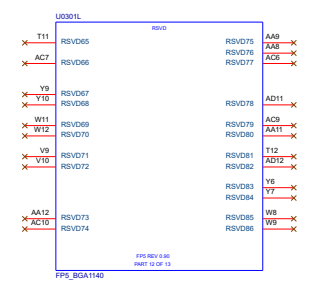 U0301L
RSVD
T11 RSVD65 RSVD75 AA9
RSVD76 AA8
AC7 RSVD66 RSVD77 AC6
Y9 RSVD67
Y10 RSVD68 RSVD78 AD11
W11 RSVD69 RSVD79 AC9
W12 RSVD70 RSVD80 AA11
V9 RSVD71 RSVD81 T12
V10 RSVD72 RSVD82 AD12
RSVD83 Y6
RSVD84 Y7
AA12 RSVD73 RSVD85 W8
AC10 RSVD74 RSVD86 W9
FP5 REV 0.90
PART 12 OF 13
FP5_BGA1140